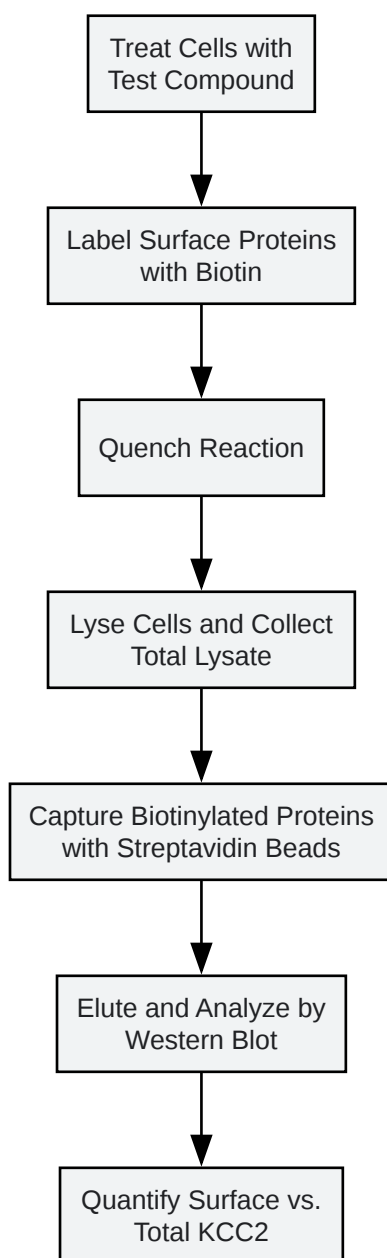 Treat Cells with
Test Compound
Label Surface Proteins
with Biotin
Quench Reaction
Lyse Cells and Collect
Total Lysate
Capture Biotinylated Proteins
with Streptavidin Beads
Elute and Analyze by
Western Blot
Quantify Surface vs.
Total KCC2